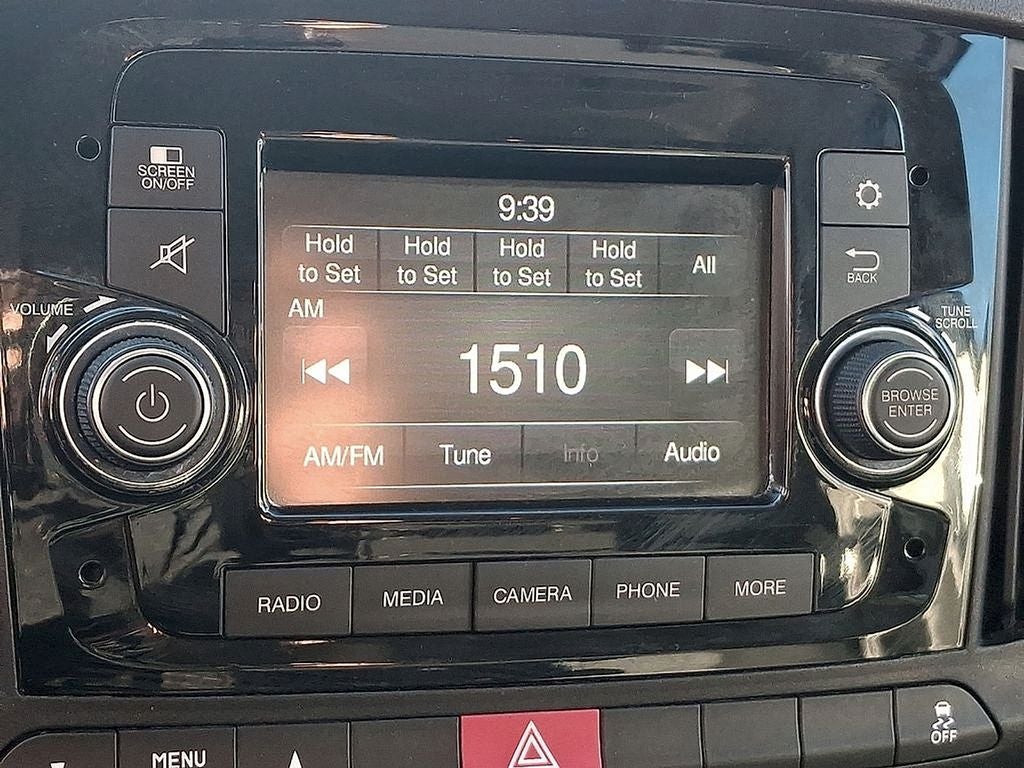 SCREEN
ON/OFF
9:39
Hold
to Set
Hold
to Set
Hold
to Set
Hold
to Set
All
BACK
AM
VOLUME
TUNE
SCROLL
1510
BROWSE
ENTER
AM/FM
Tune
Info
Audio
RADIO
MEDIA
CAMERA
PHONE
MORE
MENU
OFF